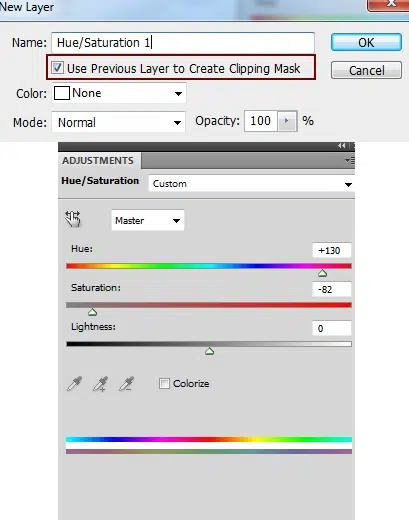 New Layer
Name: Hue/Saturation 1
OK
Use Previous Layer to Create Clipping Mask
Cancel
Color: None
Mode: Normal Opacity: 100 %
ADJUSTMENTS
Hue/Saturation Custom
Master
Hue: +130
Saturation: -82
Lightness: 0
Colorize